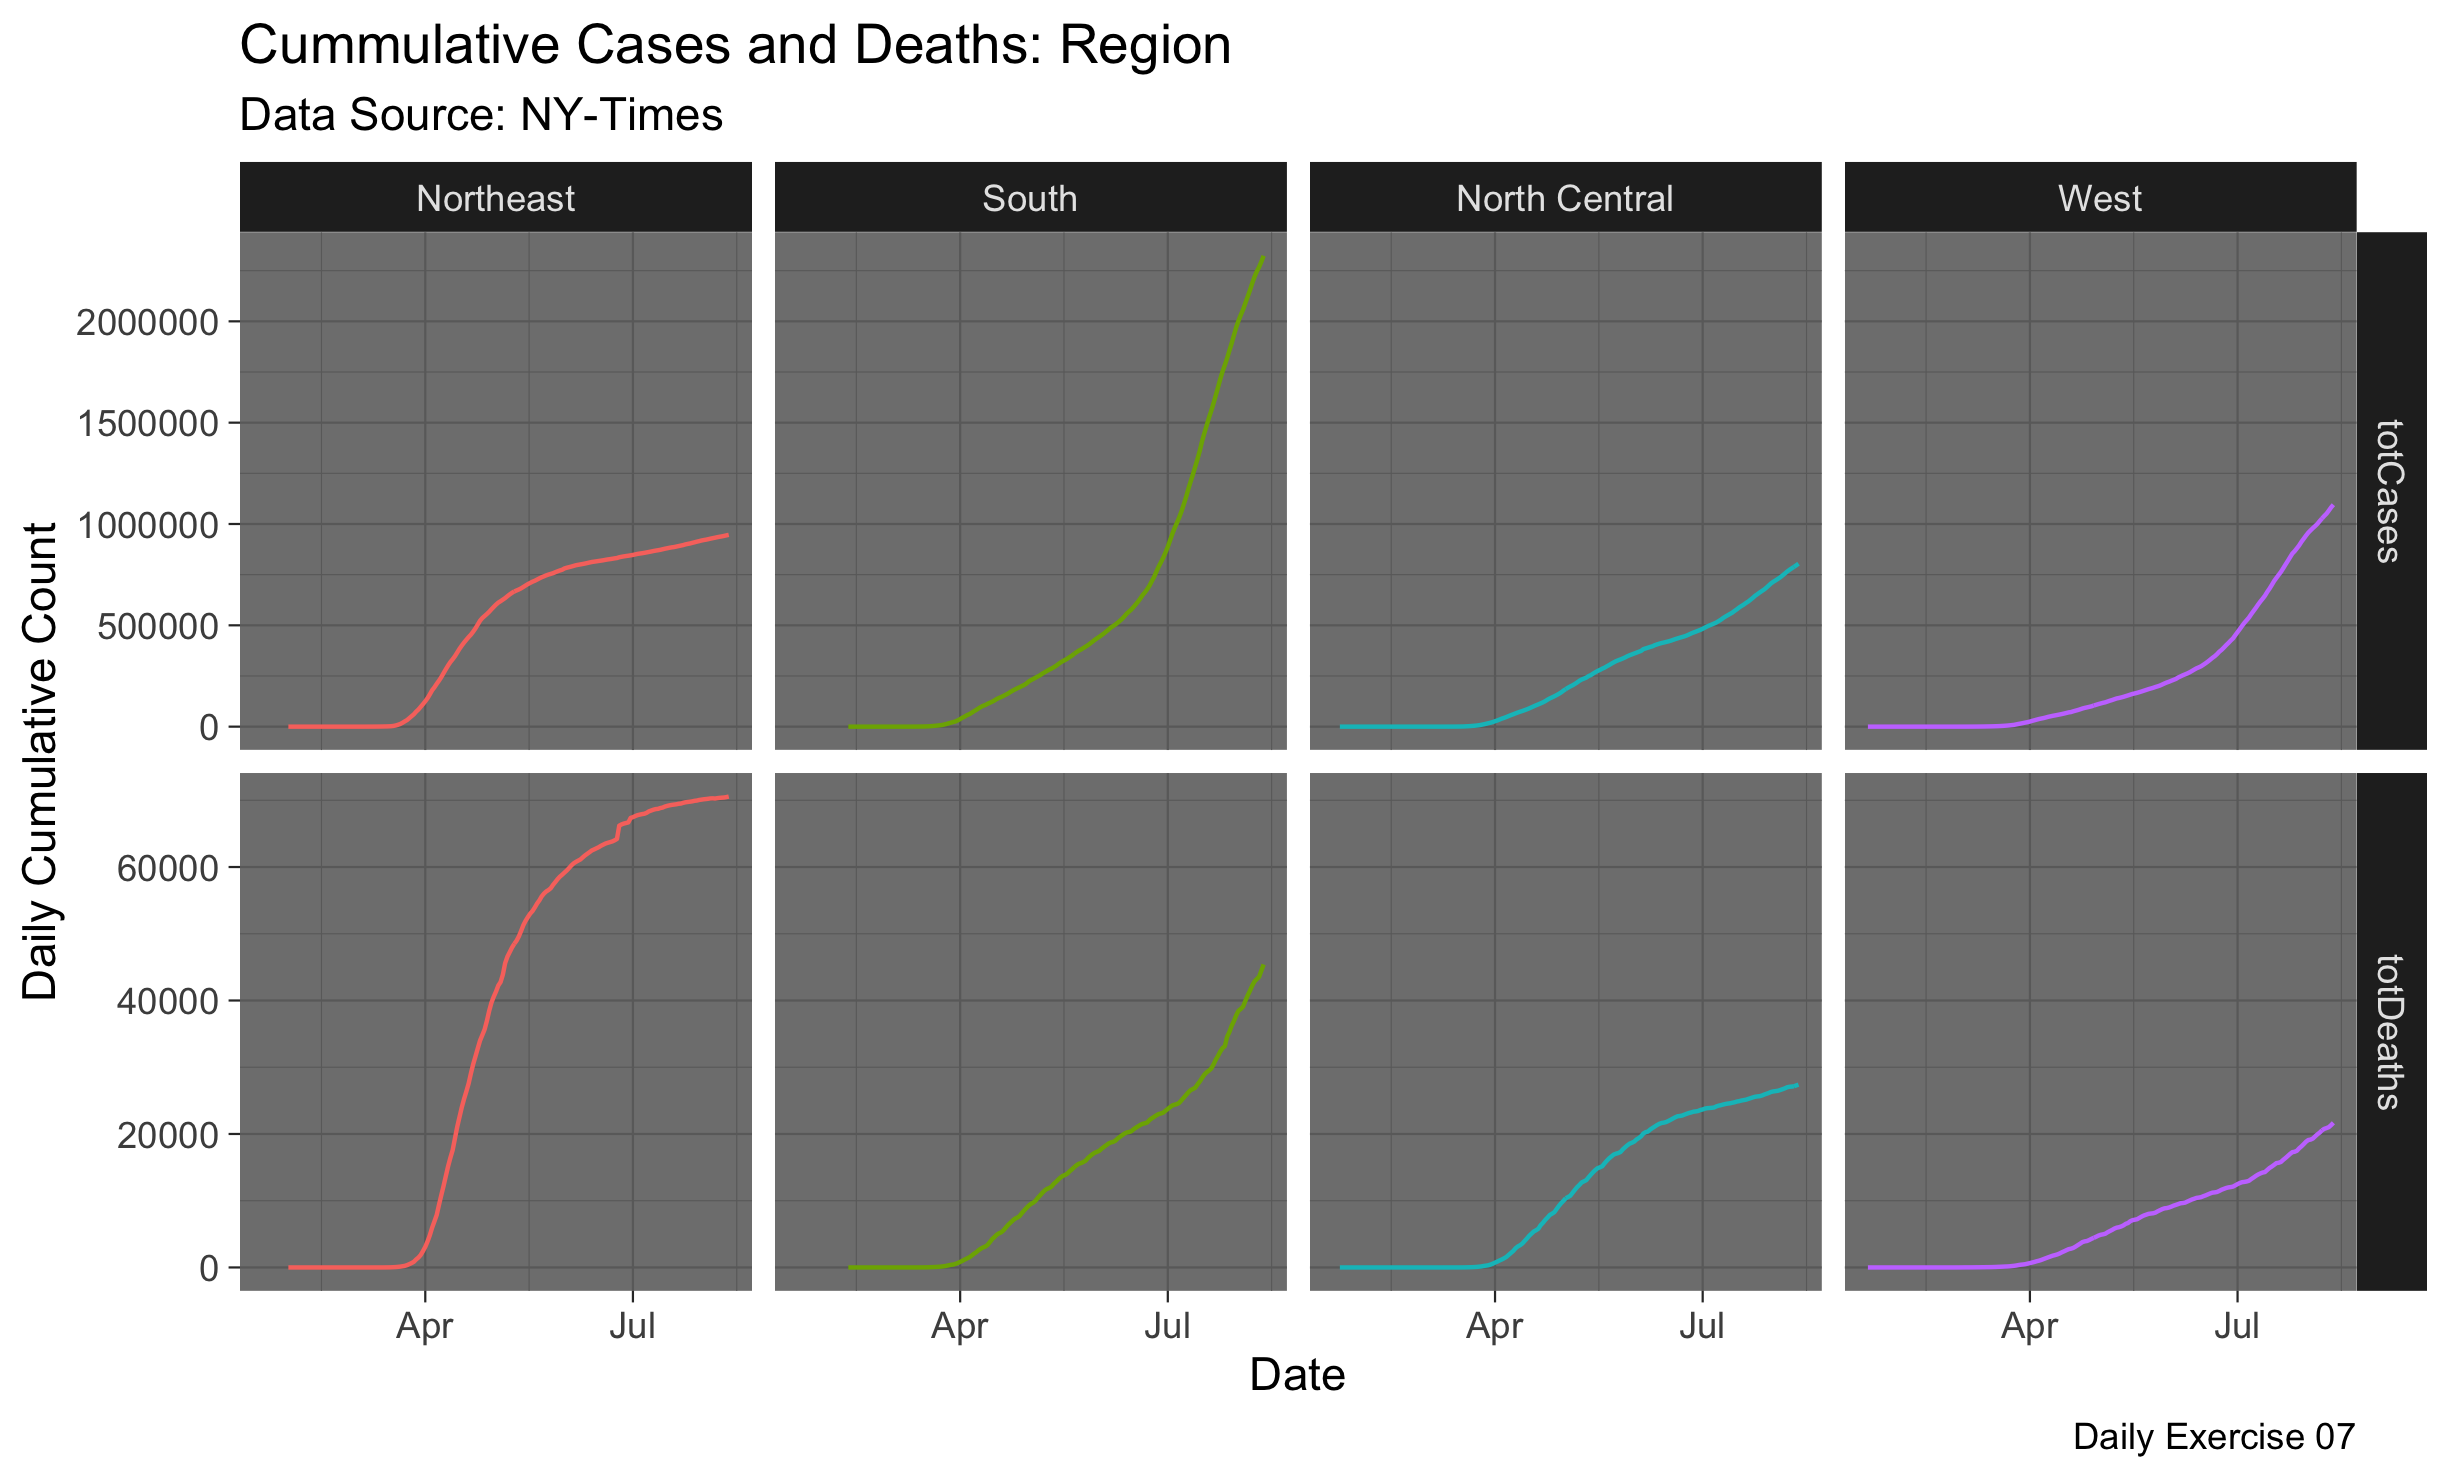 Cummulative Cases and Deaths: Region
Data Source: NY-Times
Northeast
South
North Central
West
2000000
1500000
1000000
500000
0
totCases
Daily Cumulative Count
60000
40000
20000
0
totDeaths
Apr
Jul
Apr
Jul
Apr
Jul
Apr
Jul
Date
Daily Exercise 07